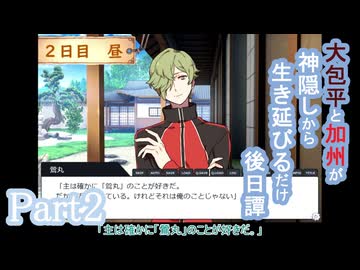 2日目 昼
大包平と加州が
神隠しから
生き延びるだけ
後日譚
鶯丸
「主は確かに『鶯丸』のことが好きだ。
ている。けれどそれは俺のことじゃない」
Part2
「主は確かに『鶯丸』のことが好きだ。」